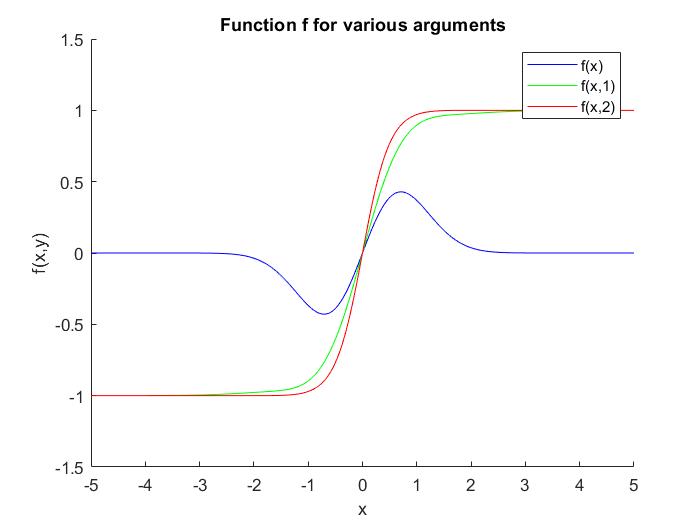 Function f for various arguments
1.5
1
0.5
0
-0.5
-1
-1.5
f(x,y)
f(x)
f(x,1)
f(x,2)
-5 -4 -3 -2 -1 0 1 2 3 4 5
x